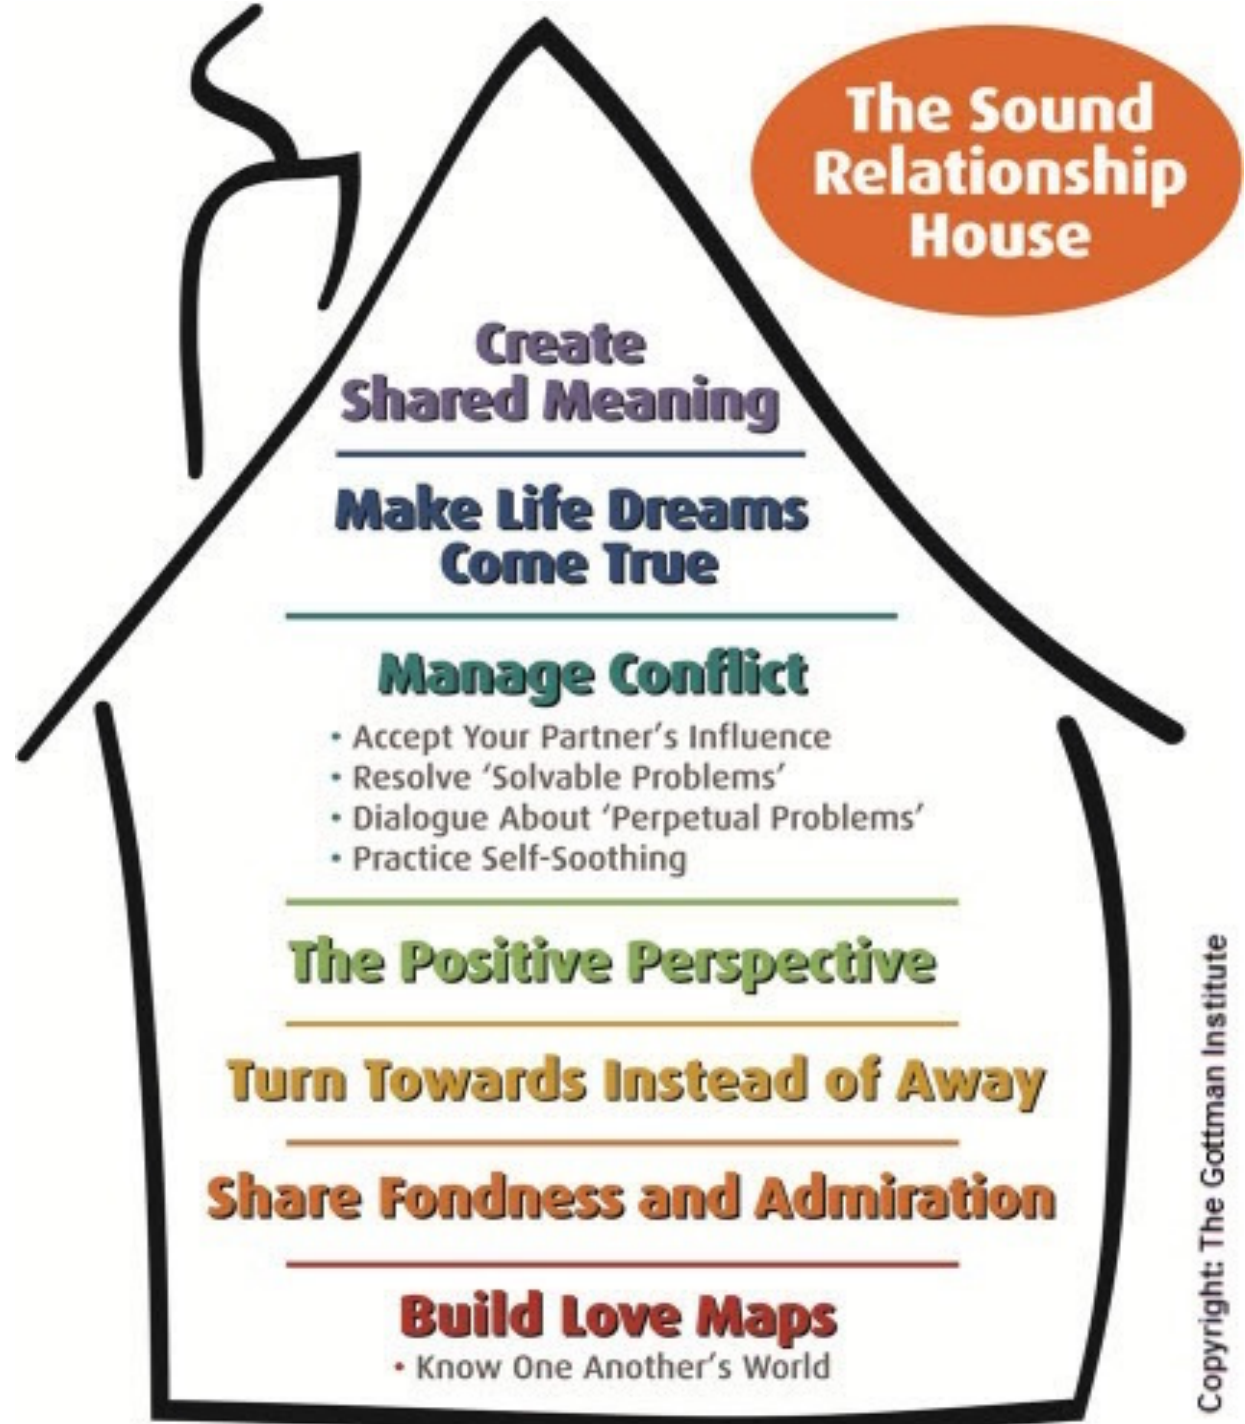 The Sound
Relationship
House
Create
Shared Meaning
Make Life Dreams
Come True
Manage Conflict
• Accept Your Partner's Influence
• Resolve ‘Solvable Problems’
• Dialogue About ‘Perpetual Problems’
• Practice Self-Soothing
The Positive Perspective
Turn Towards Instead of Away
Share Fondness and Admiration
Build Love Maps
• Know One Another's World
Copyright: The Gottman Institute